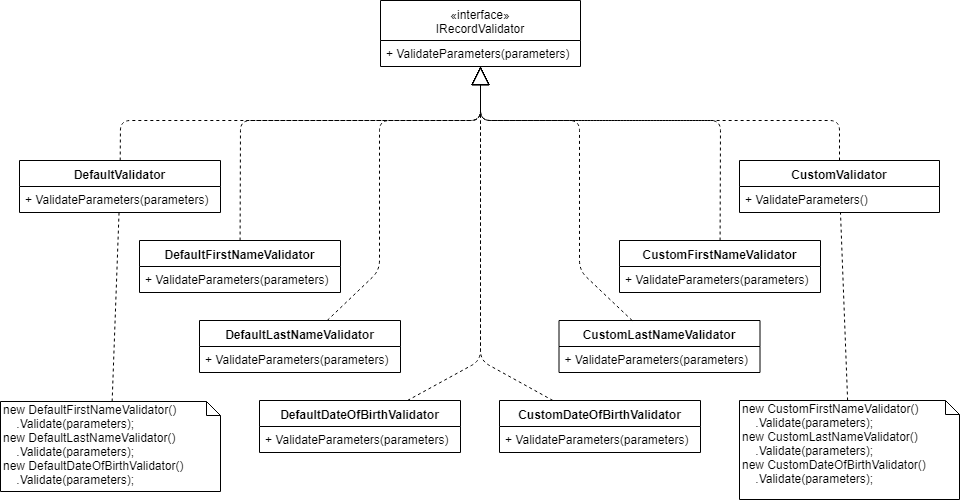 «interface»
IRecordValidator
+ ValidateParameters(parameters)
DefaultValidator
+ ValidateParameters(parameters)
CustomValidator
+ ValidateParameters()
DefaultFirstNameValidator
+ ValidateParameters(parameters)
CustomFirstNameValidator
+ ValidateParameters(parameters)
DefaultLastNameValidator
+ ValidateParameters(parameters)
CustomLastNameValidator
+ ValidateParameters(parameters)
DefaultDateOfBirthValidator
+ ValidateParameters(parameters)
CustomDateOfBirthValidator
+ ValidateParameters(parameters)
new DefaultFirstNameValidator()
.Validate(parameters);
new DefaultLastNameValidator()
.Validate(parameters);
new DefaultDateOfBirthValidator()
.Validate(parameters);
new CustomFirstNameValidator()
.Validate(parameters);
new CustomLastNameValidator()
.Validate(parameters);
new CustomDateOfBirthValidator()
.Validate(parameters);